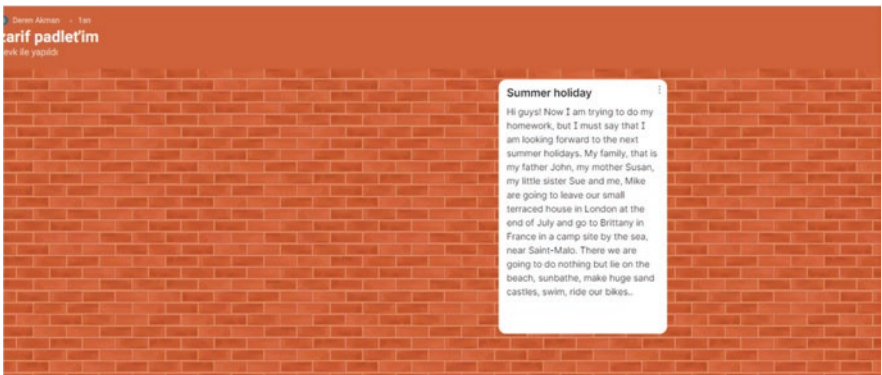 Deren Akman • 1an
zarif padlet'im
evk ile yapıldı
Summer holiday
Hi guys! Now I am trying to do my
homework, but I must say that I
am looking forward to the next
summer holidays. My family, that is
my father John, my mother Susan,
my little sister Sue and me, Mike
are going to leave our small
terraced house in London at the
end of July and go to Brittany in
France in a camp site by the sea,
near Saint-Malo. There we are
going to do nothing but lie on the
beach, sunbathe, make huge sand
castles, swim, ride our bikes..